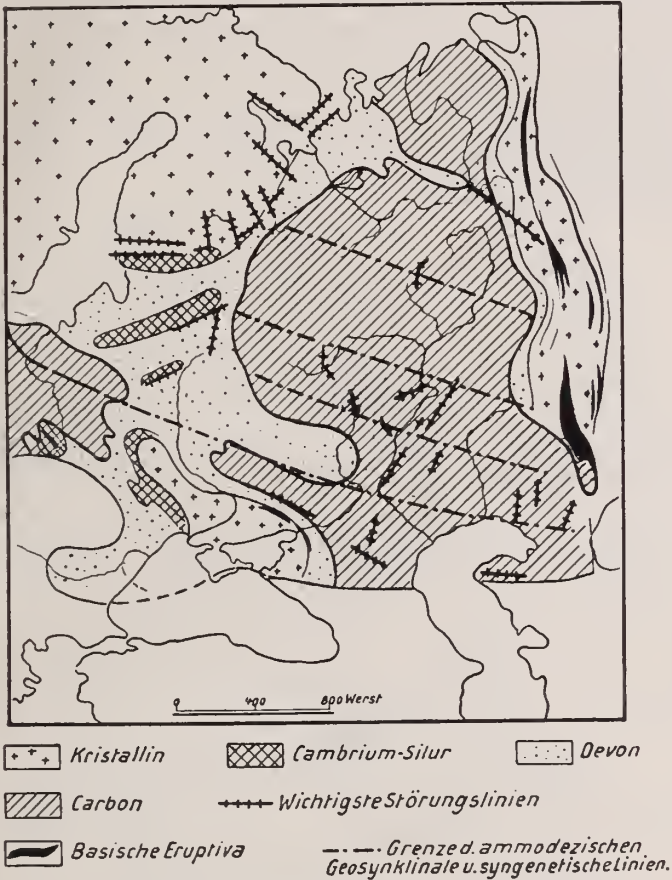 0 400 800 Werst
Kristallin Cambrium-Silur Devon
Carbon Wichtigste Störungslinien
Basische Eruptiva Grenze d. ammodezischen
Geosynklinale u. syngenetische Linien.